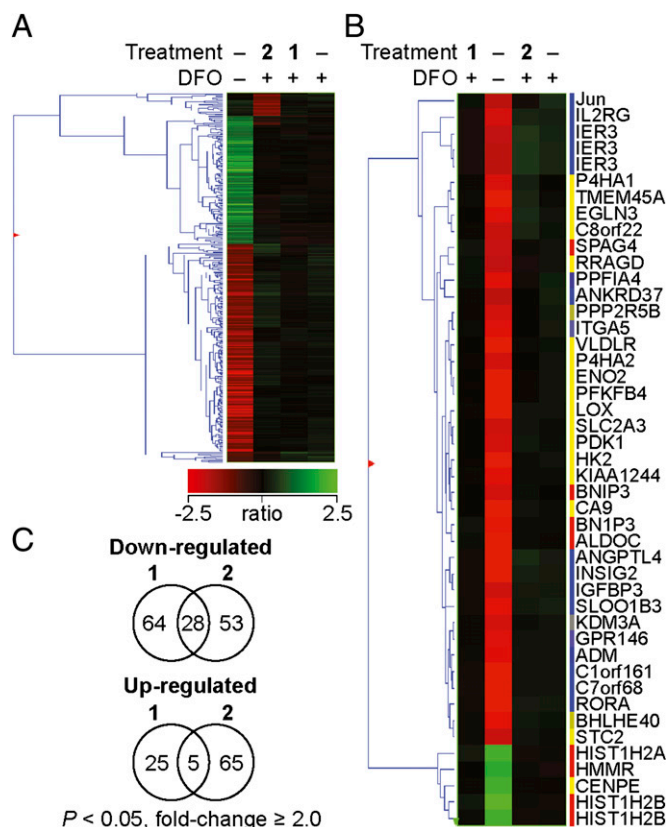 A
Treatment – 2 1 –
DFO – + + +
-2.5 ratio 2.5
B
Treatment 1 – 2 –
DFO + – + +
Jun
IL2RG
IER3
IER3
IER3
P4HA1
TMEM45A
EGLN3
C8orf22
SPAG4
RRAGD
PPFIA4
ANKRD37
PPP2R5B
ITGA5
VLDLR
P4HA2
ENO2
PFKFB4
LOX
SLC2A3
PDK1
HK2
KIAA1244
BNIP3
CA9
BN1P3
ALDOC
ANGPTL4
INSIG2
IGFBP3
SLOO1B3
KDM3A
GPR146
ADM
C1orf161
C7orf68
RORA
BHLHE40
STC2
HIST1H2A
HMMR
CENPE
HIST1H2B
HIST1H2B
C
Down-regulated
1 2
64 28 53
Up-regulated
1 2
25 5 65
P < 0.05, fold-change ≥ 2.0